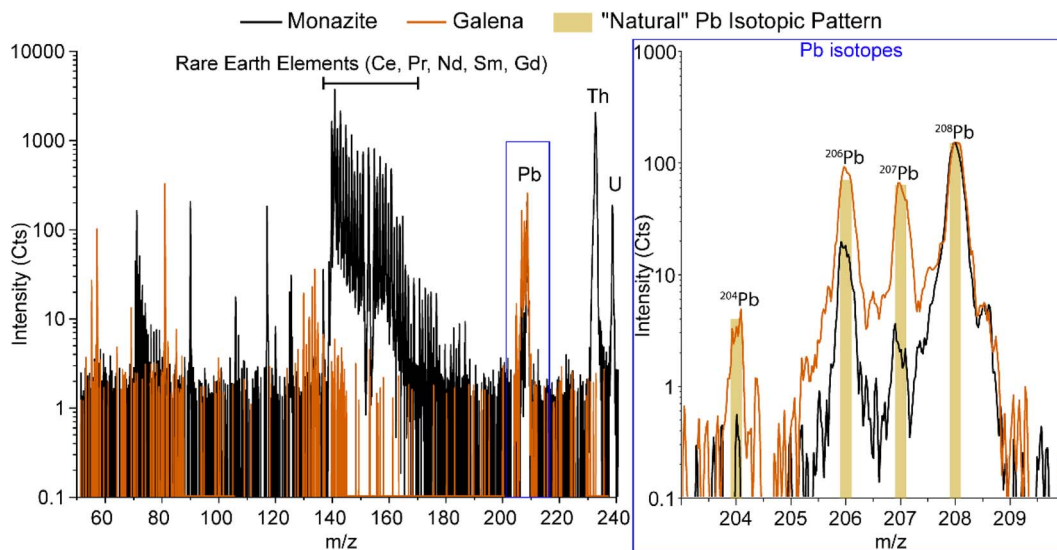 Monazite Galena "Natural" Pb Isotopic Pattern
10000
1000
100
10
1
0.1
Intensity (Cts)
Rare Earth Elements (Ce, Pr, Nd, Sm, Gd)
Th
Pb
U
60 80 100 120 140 160 180 200 220 240
m/z
Pb isotopes
1000
100
10
1
0.1
Intensity (Cts)
²⁰⁴Pb
²⁰⁶Pb
²⁰⁷Pb
²⁰⁸Pb
204 205 206 207 208 209
m/z